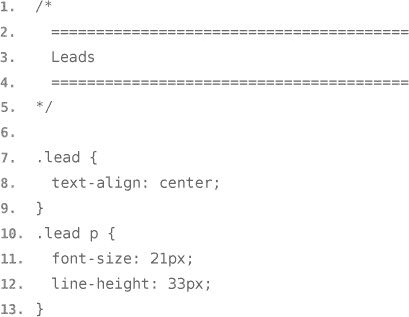 1. /*
2.   ========================================
3.   Leads
4.   ========================================
5. */
6.
7. .lead {
8.   text-align: center;
9. }
10. .lead p {
11.   font-size: 21px;
12.   line-height: 33px;
13. }